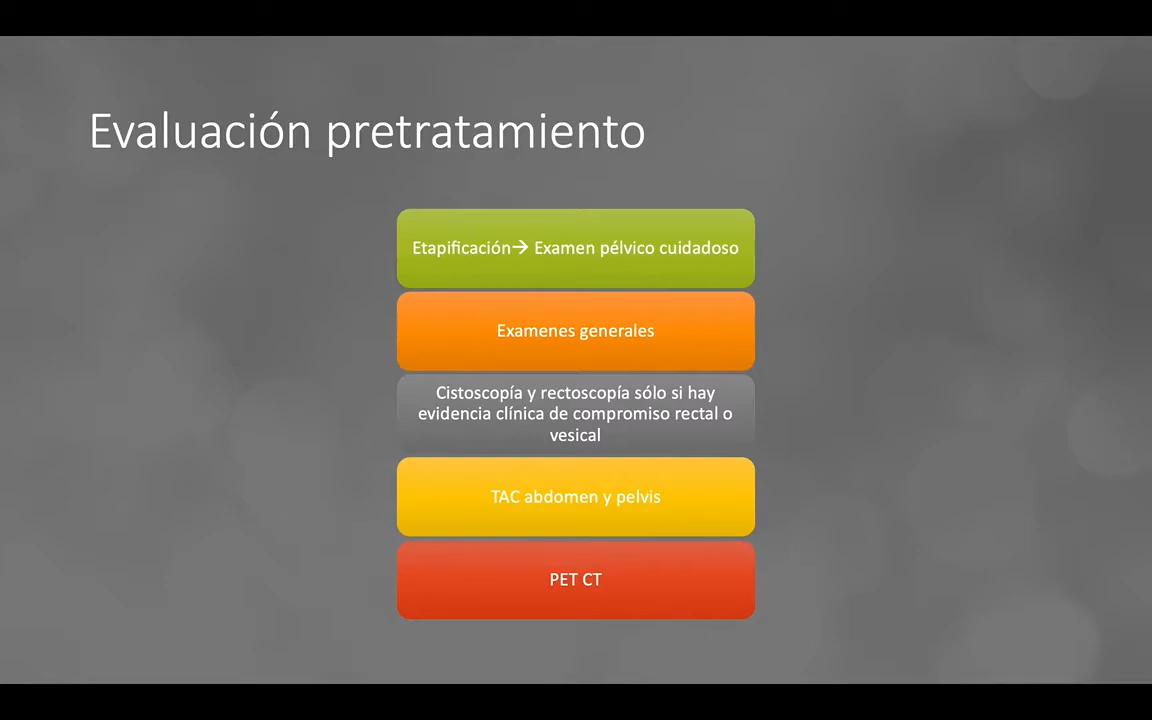 Evaluación pretratamiento
Etapificación→ Examen pélvico cuidadoso
Examenes generales
Cistoscopía y rectoscopía sólo si hay
evidencia clínica de compromiso rectal o
vesical
TAC abdomen y pelvis
PET CT